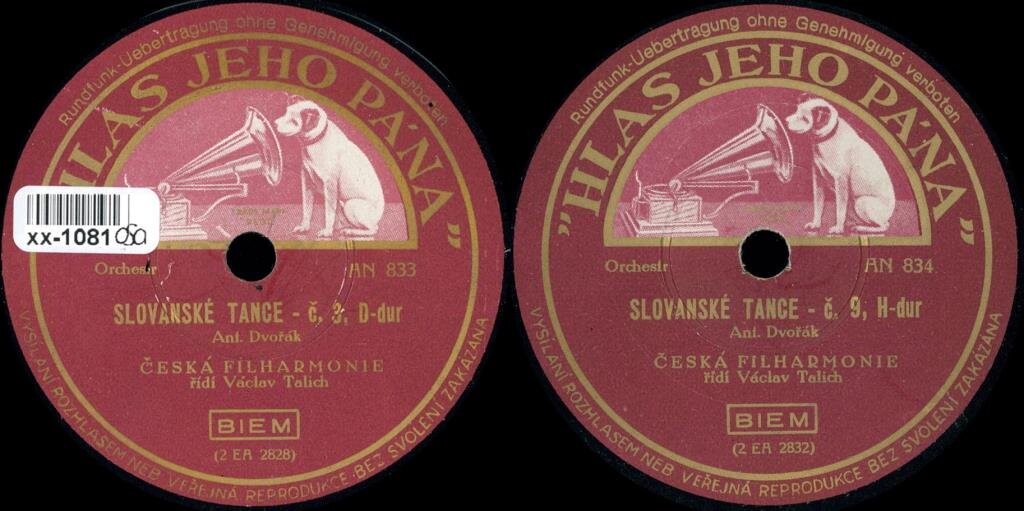 Rundfunk-Uebertragung ohne Genehmigung verboten
HLAS JEHO PÁNA"
xx-1081
Orchestr
AN 833
SLOVANSKÉ TANCE - č. 3, D-dur
Ant. Dvořák
ČESKÁ FILHARMONIE
řídí Václav Talich
BIEM
(2 EA 2828)
VYSÍLÁNÍ ROZHLASEM NEB VEŘEJNÁ REPRODUKCE BEZ SVOLENÍ ZAKÁZÁNA
Rundfunk-Uebertragung ohne Genehmigung verboten
"HLAS JEHO PÁNA"
Orchestr
AN 834
SLOVANSKÉ TANCE - č. 9, H-dur
Ant. Dvořák
ČESKÁ FILHARMONIE
řídí Václav Talich
BIEM
(2 EA 2832)
VYSÍLÁNÍ ROZHLASEM NEB VEŘEJNÁ REPRODUKCE BEZ SVOLENÍ ZAKÁZÁNA